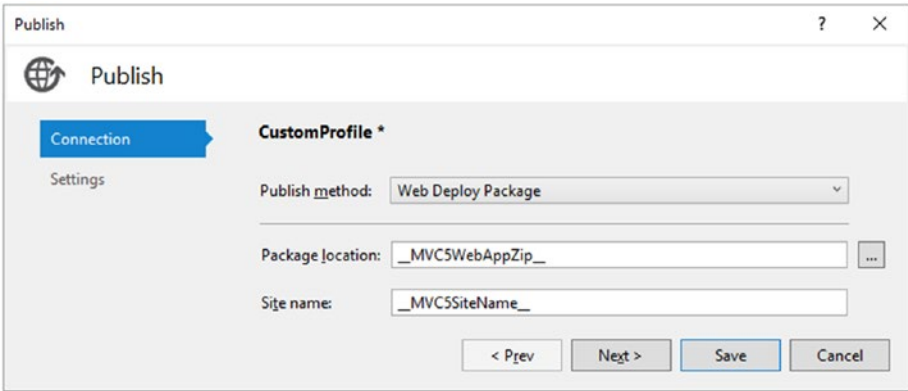 Publish
?
Publish
Connection
Settings
CustomProfile *
Publish method: Web Deploy Package
Package location: __MVC5WebAppZip__ ...
Site name: __MVC5SiteName__
< Prev Next > Save Cancel